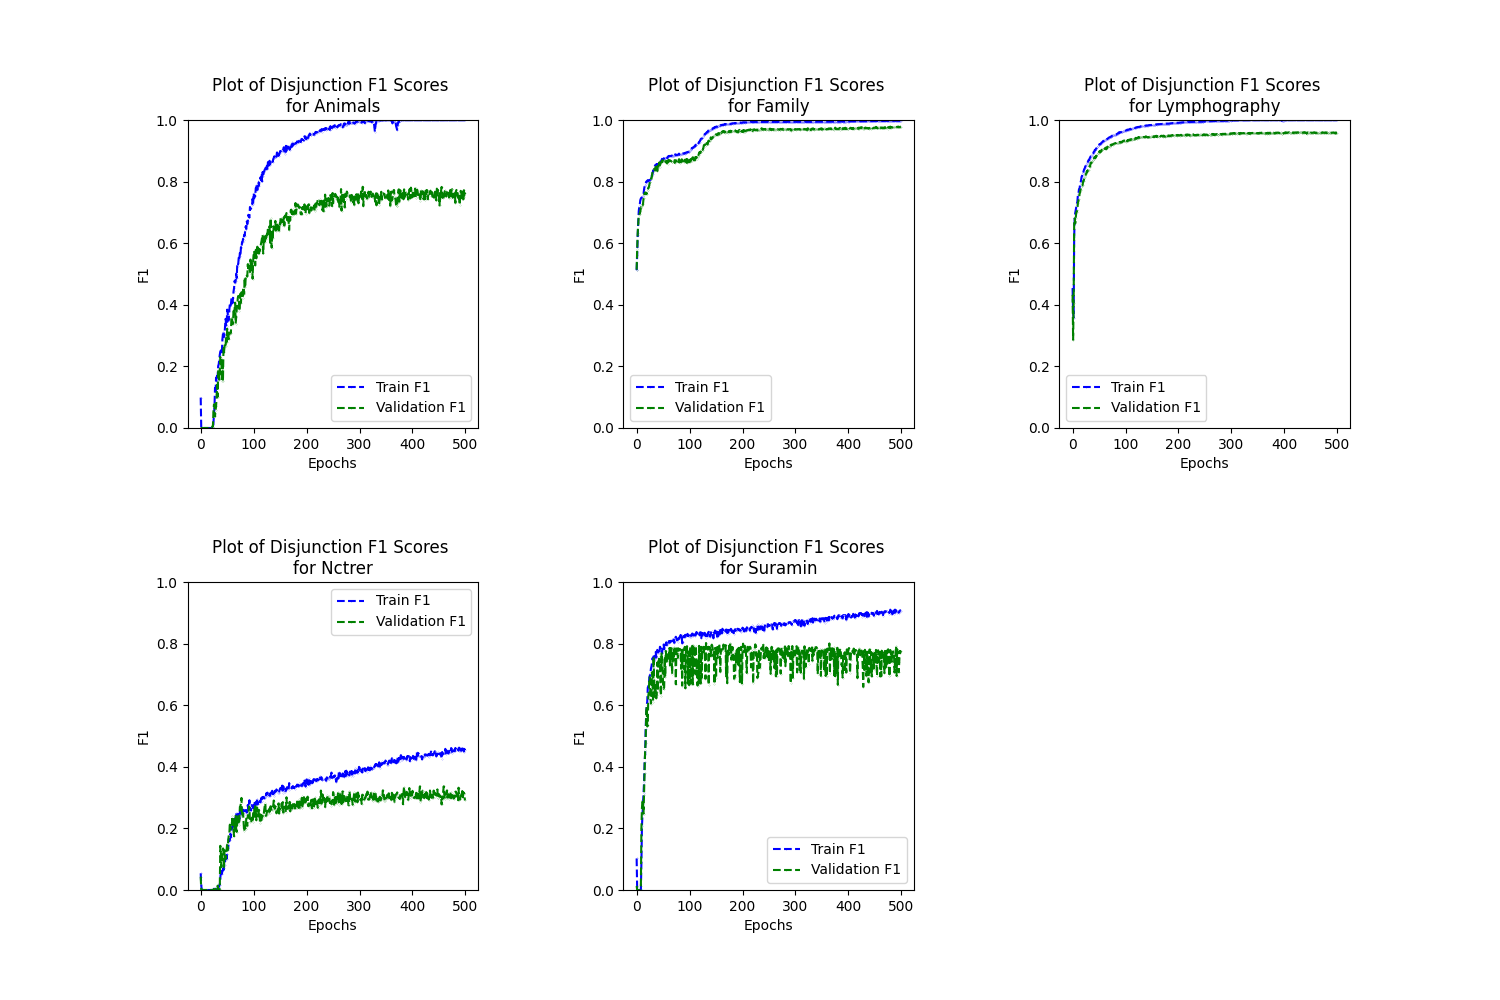 Plot of Disjunction F1 Scores
for Animals
1.0
0.8
0.6
0.4
0.2
0.0
F1
Train F1
Validation F1
0 100 200 300 400 500
Epochs
Plot of Disjunction F1 Scores
for Family
1.0
0.8
0.6
0.4
0.2
0.0
F1
Train F1
Validation F1
0 100 200 300 400 500
Epochs
Plot of Disjunction F1 Scores
for Lymphography
1.0
0.8
0.6
0.4
0.2
0.0
F1
Train F1
Validation F1
0 100 200 300 400 500
Epochs
Plot of Disjunction F1 Scores
for Nctrer
1.0
0.8
0.6
0.4
0.2
0.0
F1
Train F1
Validation F1
0 100 200 300 400 500
Epochs
Plot of Disjunction F1 Scores
for Suramin
1.0
0.8
0.6
0.4
0.2
0.0
F1
Train F1
Validation F1
0 100 200 300 400 500
Epochs